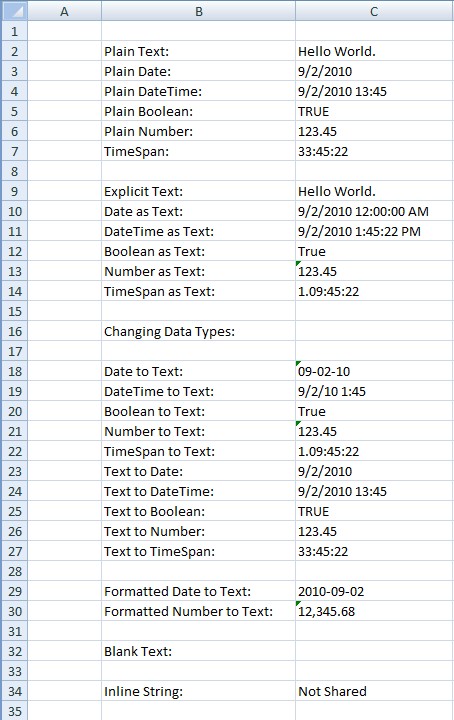 A B C
1
2 Plain Text: Hello World.
3 Plain Date: 9/2/2010
4 Plain DateTime: 9/2/2010 13:45
5 Plain Boolean: TRUE
6 Plain Number: 123.45
7 TimeSpan: 33:45:22
8
9 Explicit Text: Hello World.
10 Date as Text: 9/2/2010 12:00:00 AM
11 DateTime as Text: 9/2/2010 1:45:22 PM
12 Boolean as Text: True
13 Number as Text: 123.45
14 TimeSpan as Text: 1.09:45:22
15
16 Changing Data Types:
17
18 Date to Text: 09-02-10
19 DateTime to Text: 9/2/10 1:45
20 Boolean to Text: True
21 Number to Text: 123.45
22 TimeSpan to Text: 1.09:45:22
23 Text to Date: 9/2/2010
24 Text to DateTime: 9/2/2010 13:45
25 Text to Boolean: TRUE
26 Text to Number: 123.45
27 Text to TimeSpan: 33:45:22
28
29 Formatted Date to Text: 2010-09-02
30 Formatted Number to Text: 12,345.68
31
32 Blank Text:
33
34 Inline String: Not Shared
35